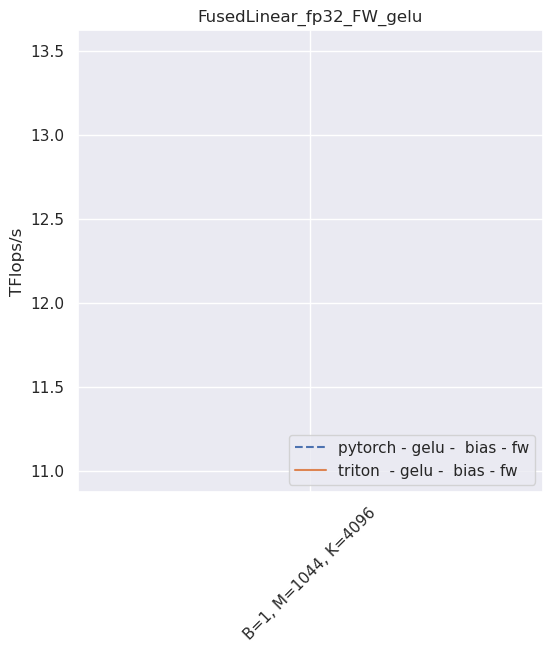 FusedLinear_fp32_FW_gelu
13.5
13.0
12.5
12.0
11.5
11.0
TFlops/s
pytorch - gelu -  bias - fw
triton  - gelu -  bias - fw
B=1, M=1044, K=4096